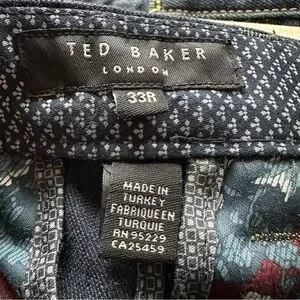 TED BAKER
LONDON
33R
MADE IN
TURKEY
FABRIQUE EN
TURQUIE
RN 95229
CA25459